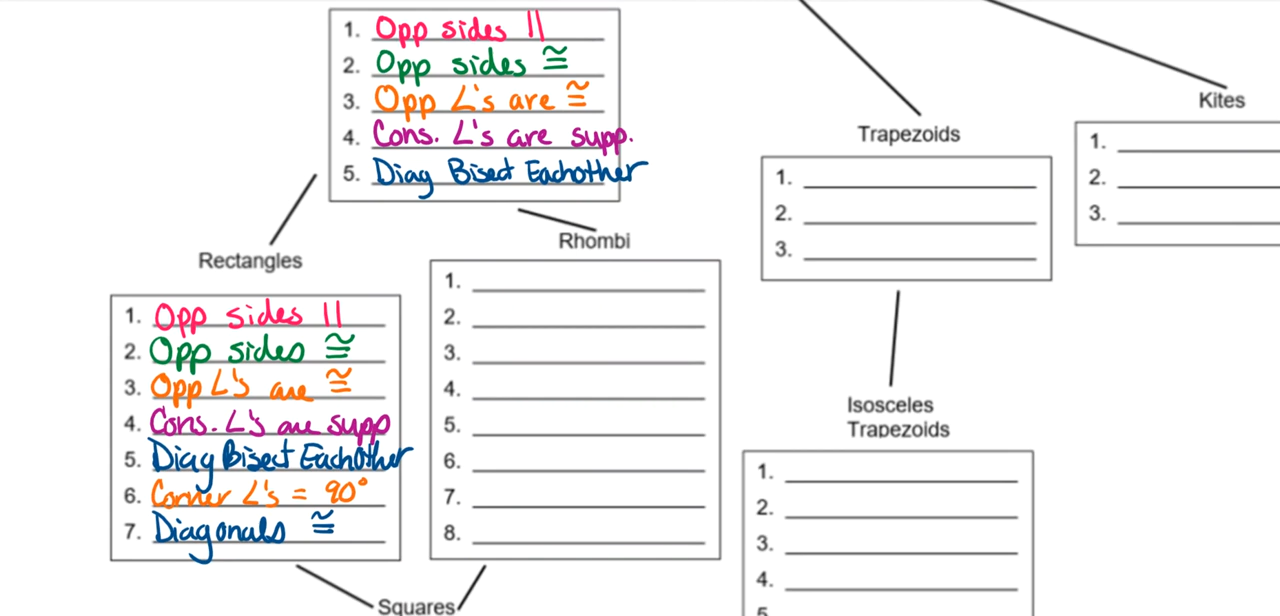 1. Opp sides ||
2. Opp sides ≅
3. Opp ∠'s are ≅
4. Cons. ∠'s are supp.
5. Diag Bisect Eachother
Kites
1.
2.
3.
Trapezoids
1.
2.
3.
Rectangles
1. Opp sides ||
2. Opp sides ≅
3. Opp ∠'s are ≅
4. Cons. ∠'s are supp
5. Diag Bisect EachOther
6. Corner ∠'s = 90°
7. Diagonals ≅
Rhombi
1.
2.
3.
4.
5.
6.
7.
8.
Isosceles
Trapezoids
1.
2.
3.
4.
5.
Squares